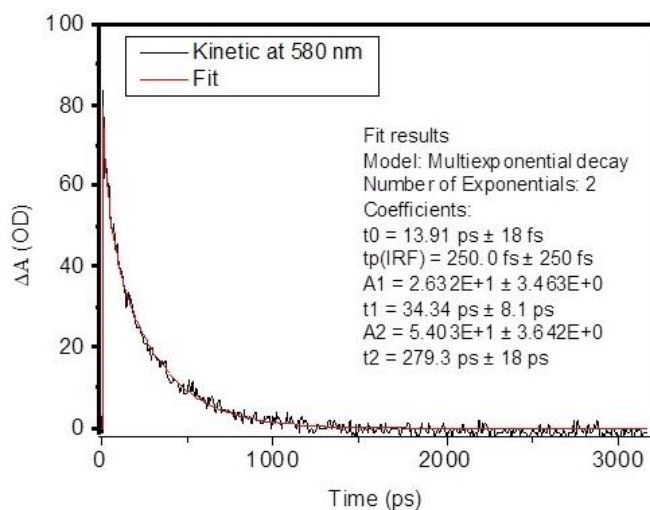 100
80
60
40
20
0
ΔA (OD)
Kinetic at 580 nm
Fit
Fit results
Model: Multiexponential decay
Number of Exponentials: 2
Coefficients:
t0 = 13.91 ps ± 18 fs
tp(IRF) = 250.0 fs ± 250 fs
A1 = 2.632E+1 ± 3.463E+0
t1 = 34.34 ps ± 8.1 ps
A2 = 5.403E+1 ± 3.642E+0
t2 = 279.3 ps ± 18 ps
0 1000 2000 3000
Time (ps)